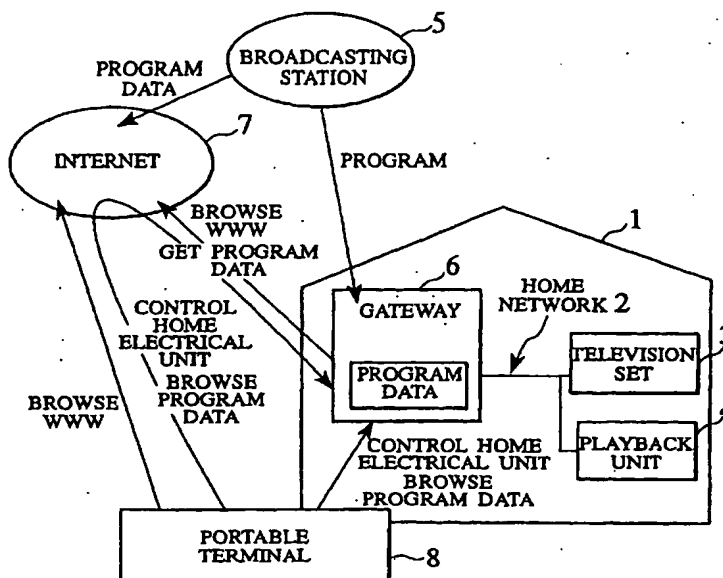 5
BROADCASTING
STATION
PROGRAM
DATA
7
INTERNET
PROGRAM
BROWSE
WWW
GET PROGRAM
DATA
1
6
GATEWAY
HOME
NETWORK 2
PROGRAM
DATA
TELEVISION
SET
PLAYBACK
UNIT
CONTROL
HOME
ELECTRICAL
UNIT
BROWSE
PROGRAM
DATA
BROWSE
WWW
CONTROL HOME
ELECTRICAL UNIT
BROWSE
PROGRAM DATA
PORTABLE
TERMINAL
8